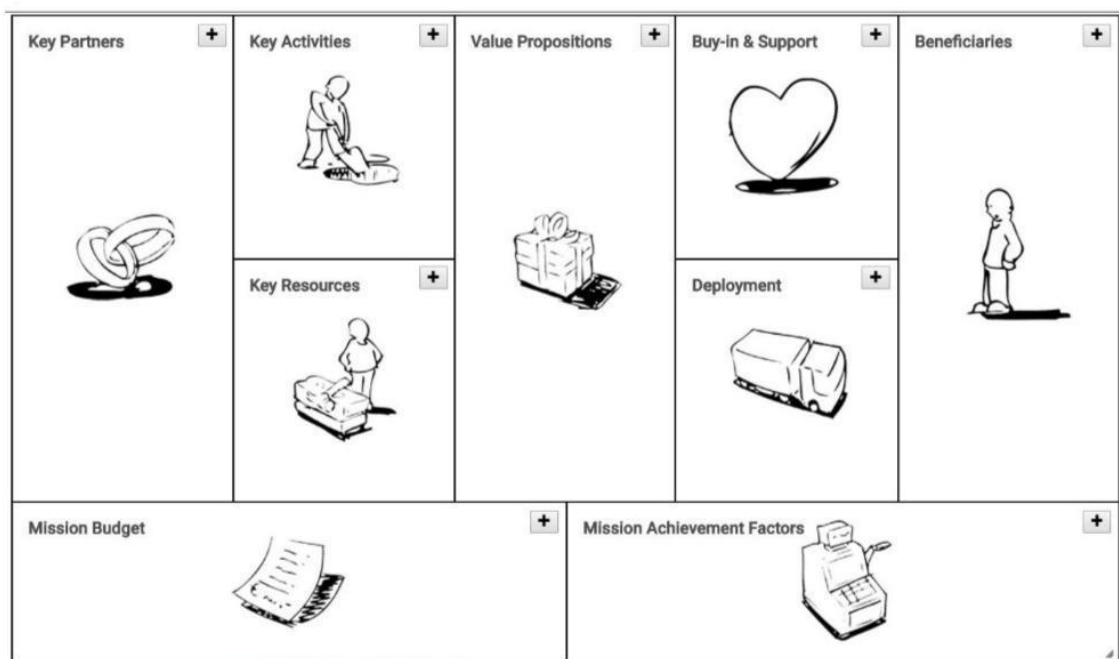 Key Partners
Key Activities
Value Propositions
Buy-in & Support
Beneficiaries
Key Resources
Deployment
Mission Budget
Mission Achievement Factors